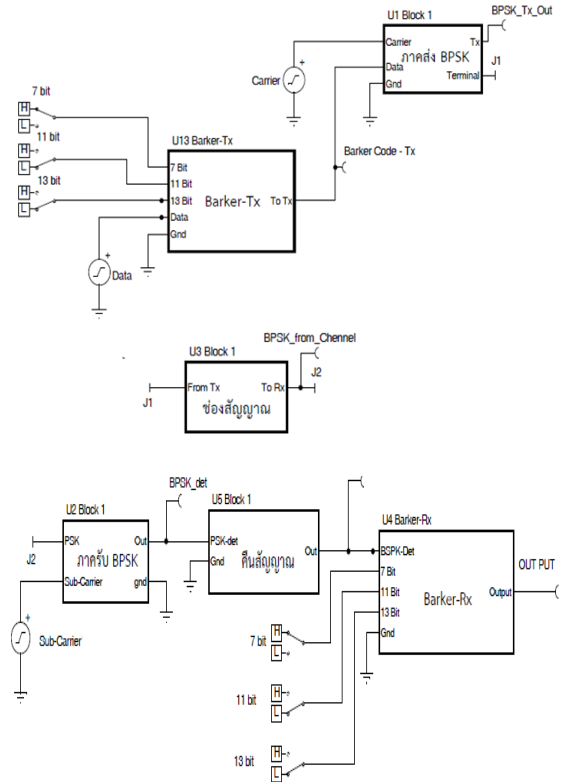 U1 Block 1
BPSK_Tx_Out
Carrier
Tx
ภาคส่ง BPSK
Data
Terminal
J1
Gnd
Carrier
7 bit
H
L
11 bit
H
L
13 bit
H
L
U13 Barker-Tx
7 Bit
11 Bit
Barker-Tx
To Tx
13 Bit
Data
Gnd
Barker Code - Tx
Data
BPSK_from_Chennel
U3 Block 1
From Tx
To Rx
J2
J1
ช่องสัญญาณ
BPSK_det
U2 Block 1
PSK
Out
ภาครับ BPSK
J2
Sub-Carrier
gnd
Sub-Carrier
U5 Block 1
PSK-det
Out
Gnd
คืนสัญญาณ
U4 Barker-Rx
BSPK-Det
7 Bit
11 Bit
Barker-Rx
13 Bit
Gnd
Output
OUT PUT
7 bit
H
L
11 bit
H
L
13 bit
H
L